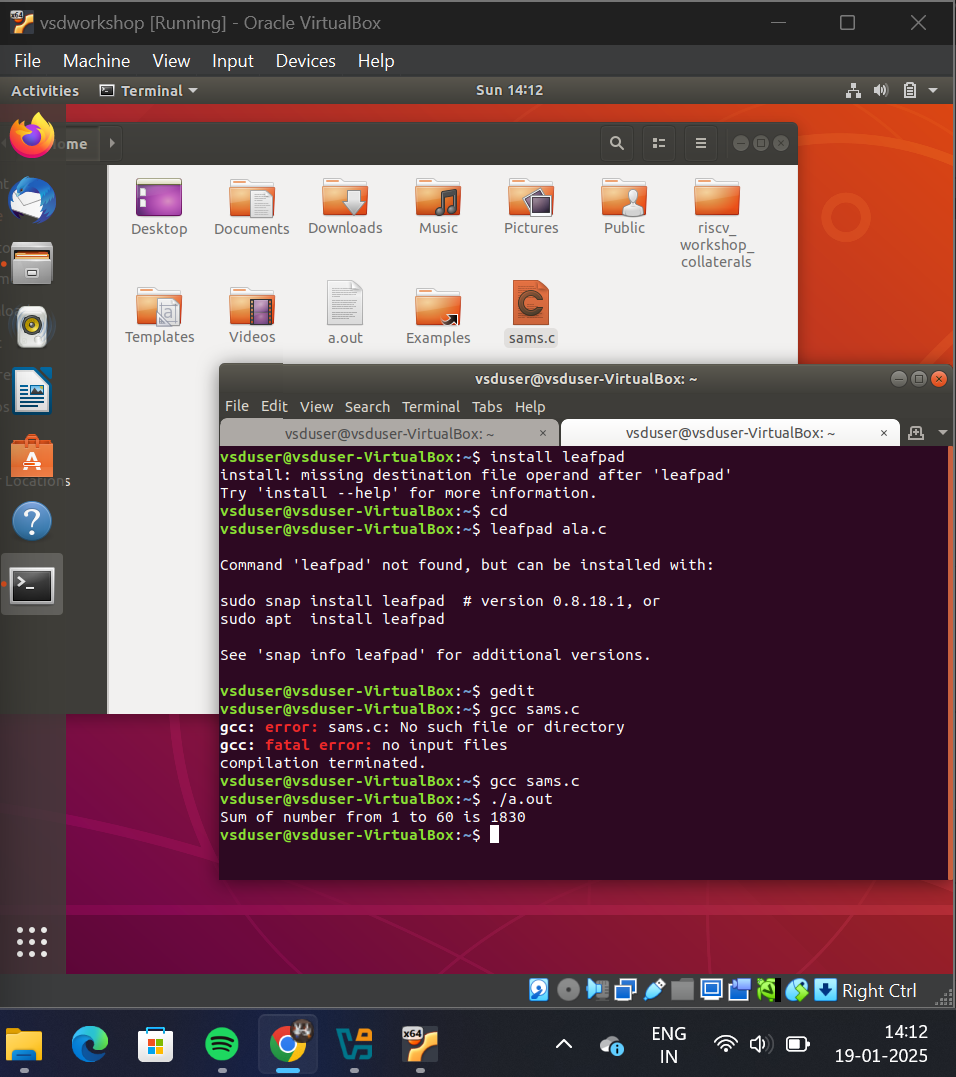 vsdworkshop [Running] - Oracle VirtualBox
File Machine View Input Devices Help
Activities Terminal Sun 14:12
ome
Desktop Documents Downloads Music Pictures Public riscv_
workshop_
collaterals
Templates Videos a.out Examples sams.c
r Locations
vsduser@vsduser-VirtualBox: ~
File Edit View Search Terminal Tabs Help
vsduser@vsduser-VirtualBox: ~ × vsduser@vsduser-VirtualBox: ~ ×
vsduser@vsduser-VirtualBox:~$ install leafpad
install: missing destination file operand after 'leafpad'
Try 'install --help' for more information.
vsduser@vsduser-VirtualBox:~$ cd
vsduser@vsduser-VirtualBox:~$ leafpad ala.c
Command 'leafpad' not found, but can be installed with:
sudo snap install leafpad  # version 0.8.18.1, or
sudo apt  install leafpad
See 'snap info leafpad' for additional versions.
vsduser@vsduser-VirtualBox:~$ gedit
vsduser@vsduser-VirtualBox:~$ gcc sams.c
gcc: error: sams.c: No such file or directory
gcc: fatal error: no input files
compilation terminated.
vsduser@vsduser-VirtualBox:~$ gcc sams.c
vsduser@vsduser-VirtualBox:~$ ./a.out
Sum of number from 1 to 60 is 1830
vsduser@vsduser-VirtualBox:~$
Right Ctrl
x64
ENG
IN
14:12
19-01-2025